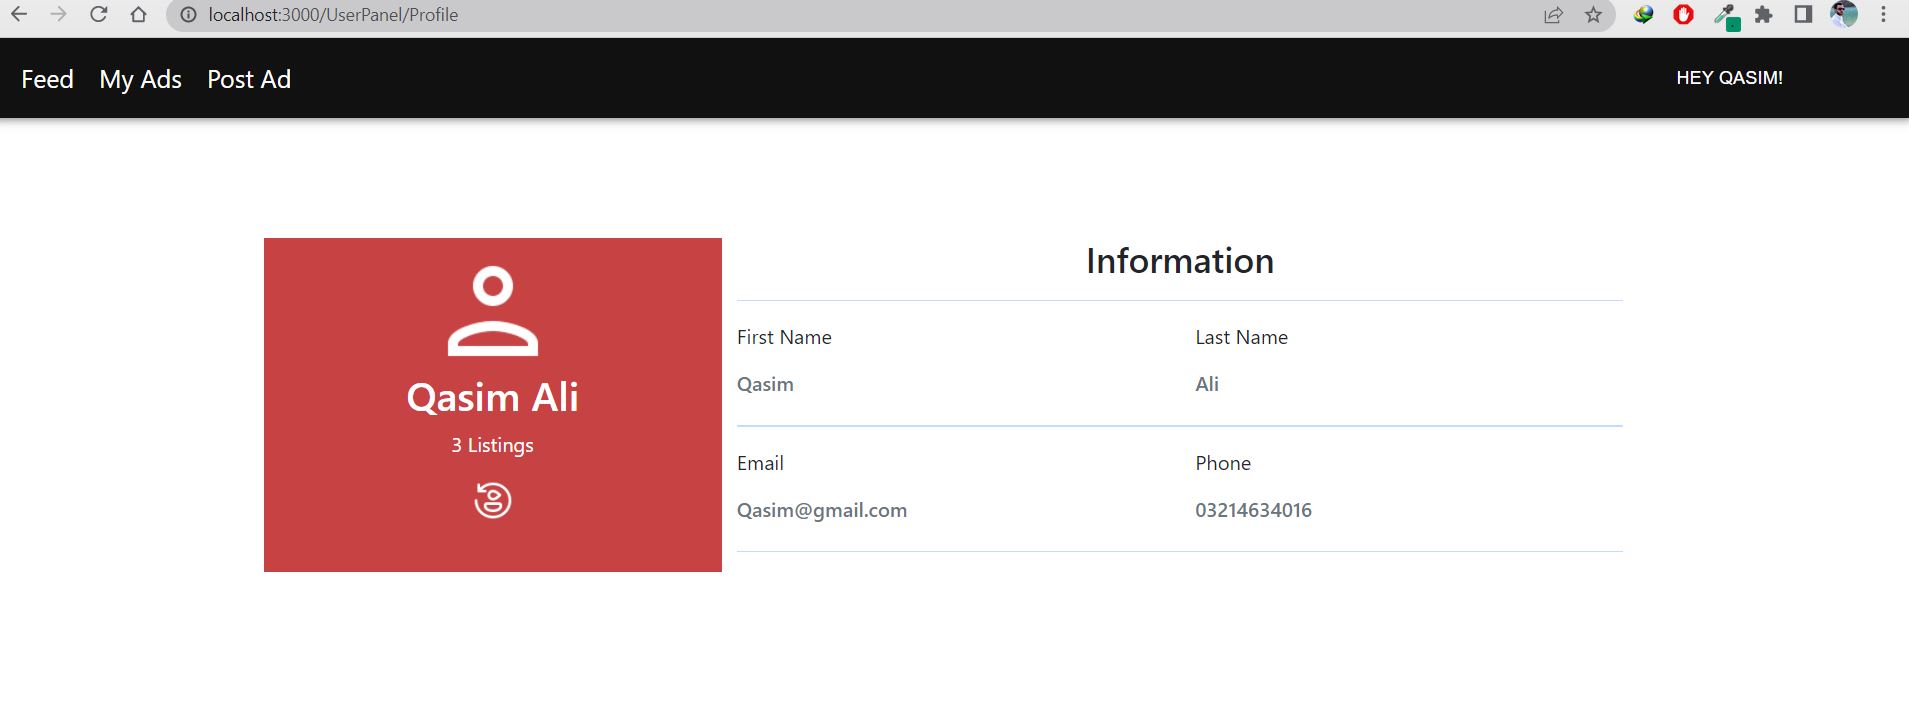 localhost:3000/UserPanel/Profile
Feed My Ads Post Ad HEY QASIM!
Qasim Ali
3 Listings
Information
First Name Last Name
Qasim Ali
Email Phone
Qasim@gmail.com 03214634016